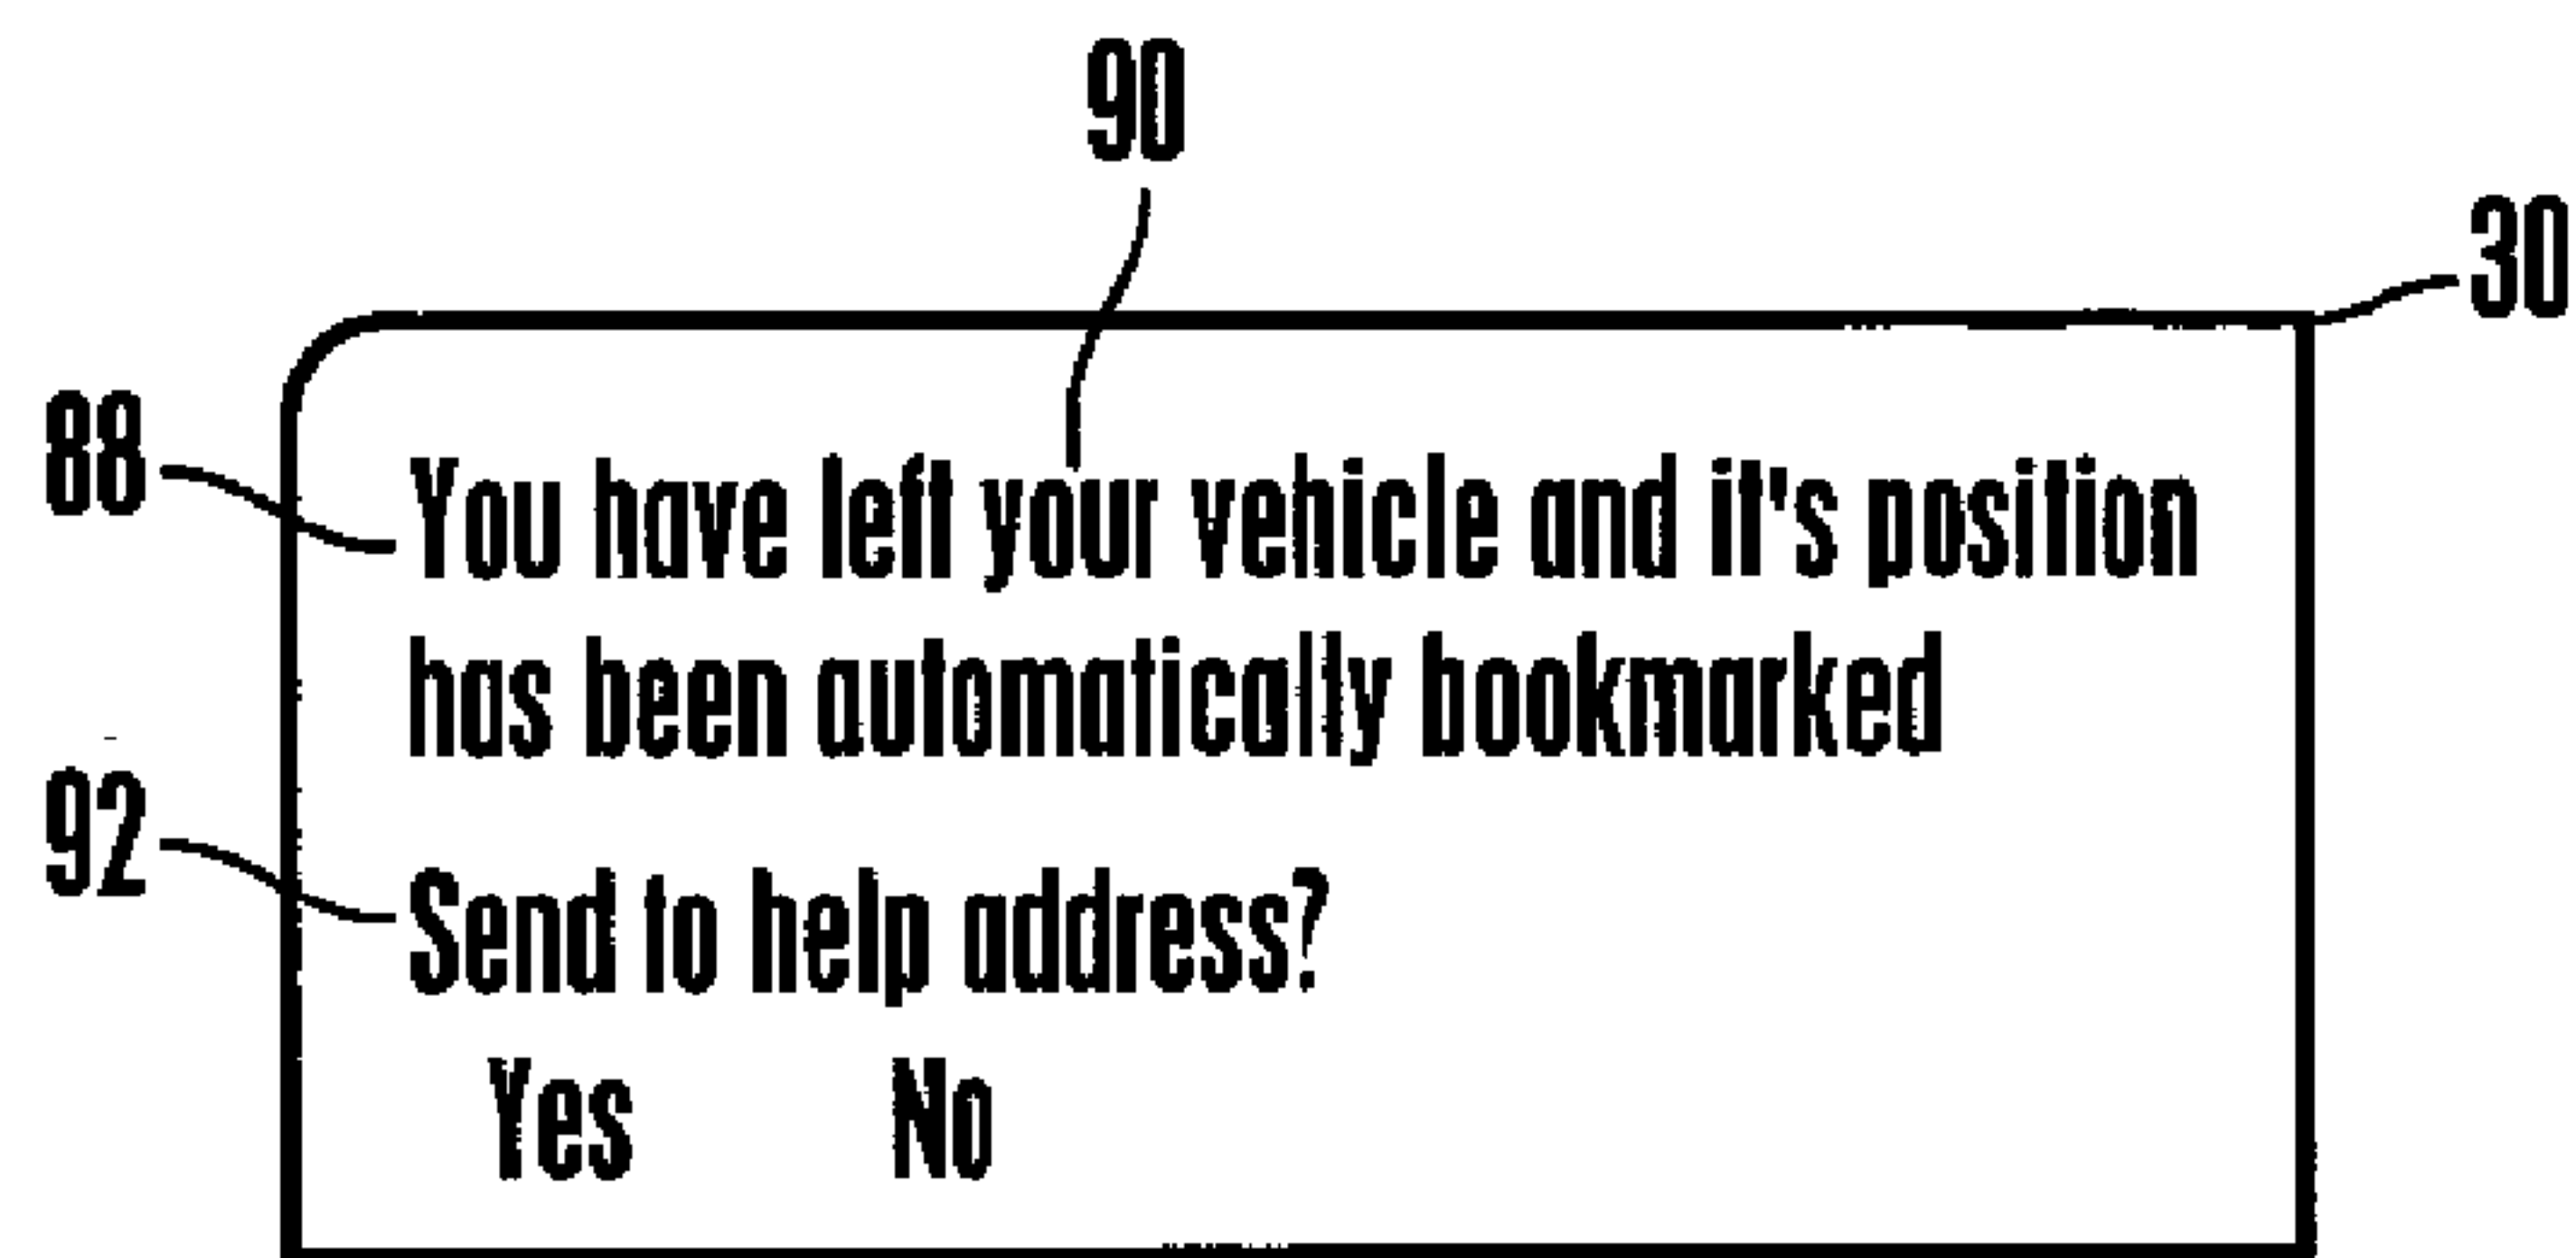 90
30
88
You have left your vehicle and it's position
has been automatically bookmarked
92
Send to help address?
Yes No